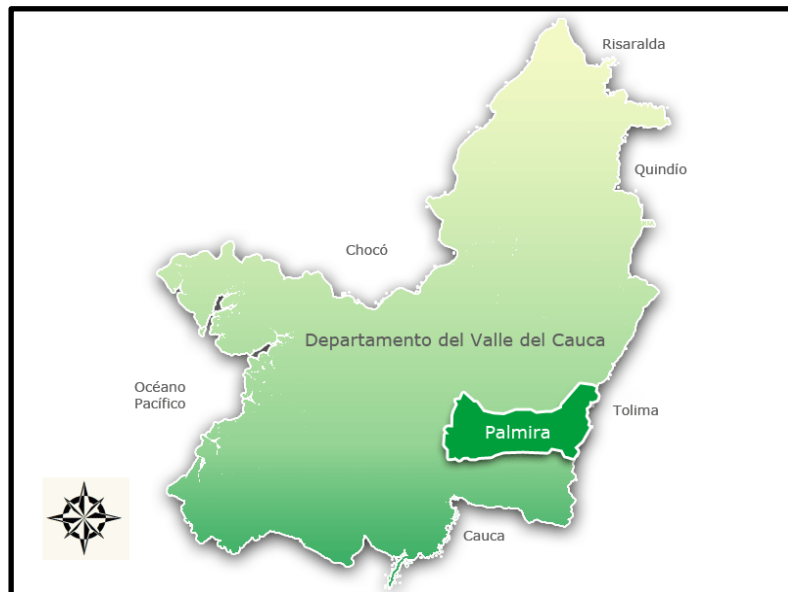 Risaralda
Quindío
Chocó
Departamento del Valle del Cauca
Océano
Pacífico
Tolima
Palmira
Cauca